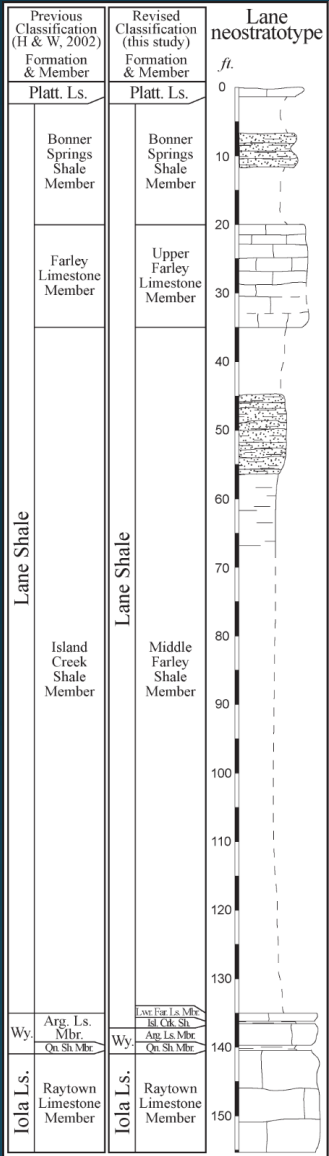 Previous
Classification
(H & W, 2002)
Formation
& Member
Revised
Classification
(this study)
Formation
& Member
Lane
neostratotype
ft.
Platt. Ls.
Bonner
Springs
Shale
Member
Farley
Limestone
Member
Lane Shale
Island
Creek
Shale
Member
Wy.
Arg. Ls.
Mbr.
Qn. Sh. Mbr.
Iola Ls.
Raytown
Limestone
Member
Platt. Ls.
Bonner
Springs
Shale
Member
Upper
Farley
Limestone
Member
Lane Shale
Middle
Farley
Shale
Member
Lwr. Far. Ls. Mbr.
Isl. Crk. Sh.
Wy.
Arg. Ls. Mbr.
Qn. Sh. Mbr.
Iola Ls.
Raytown
Limestone
Member
0
10
20
30
40
50
60
70
80
90
100
110
120
130
140
150